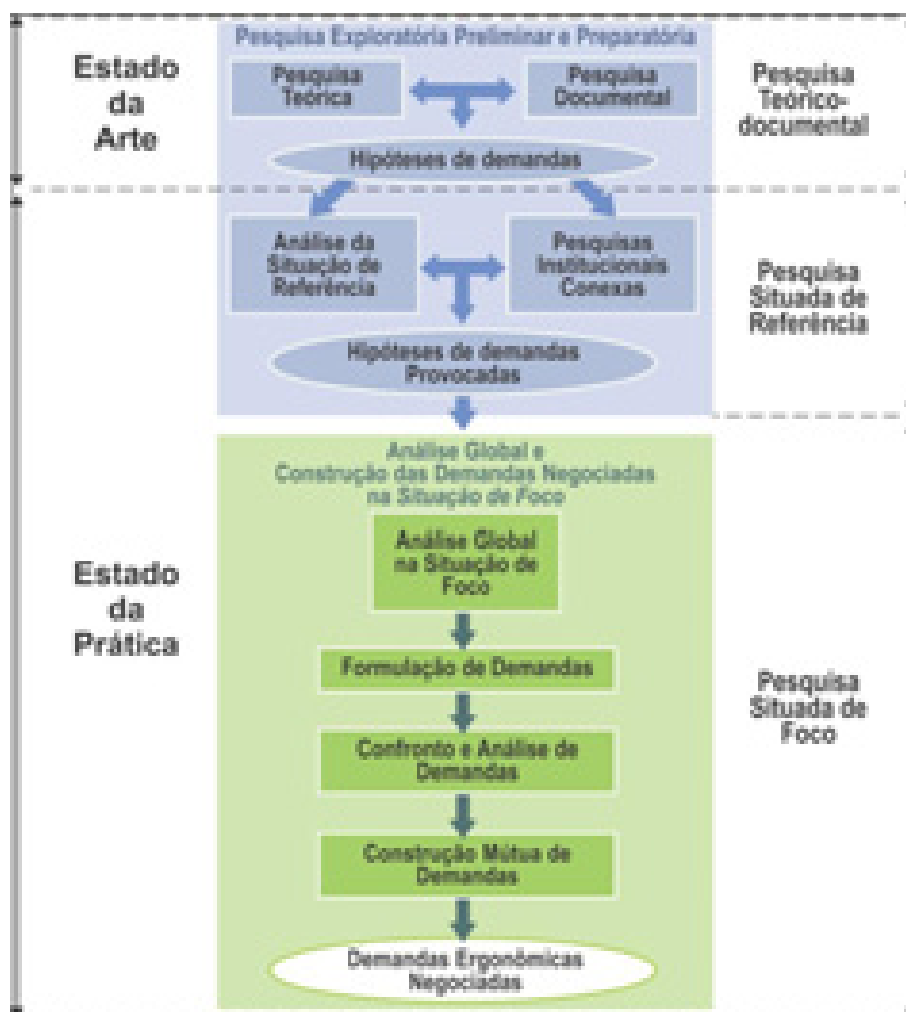 Pesquisa Exploratória Preliminar e Preparatória
Estado
da
Arte
Pesquisa
Teórica
Pesquisa
Documental
Pesquisa
Teórico-
documental
Hipóteses de demandas
Análise da
Situação de
Referência
Pesquisas
Institucionais
Conexas
Pesquisa
Situada de
Referência
Hipóteses de demandas
Provocadas
Análise Global e
Construção das Demandas Negociadas
na Situação de Foco
Análise Global
na Situação de
Foco
Estado
da
Prática
Formulação de Demandas
Pesquisa
Situada de
Foco
Confronto e Análise de
Demandas
Construção Mútua de
Demandas
Demandas Ergonômicas
Negociadas